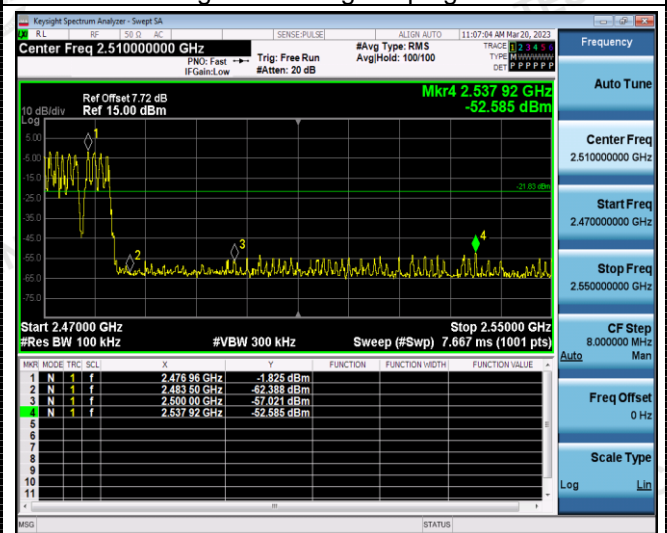 Keysight Spectrum Analyzer - Swept SA
RL RF 50 Ω AC SENSE:PULSE ALIGN AUTO 11:07:04 AM Mar 20, 2023
Center Freq 2.510000000 GHz #Avg Type: RMS TRACE 1 2 3 4 5 6
PNO: Fast Trig: Free Run Avg|Hold: 100/100 TYPE M WWWWW
IFGain:Low #Atten: 20 dB DET P P P P P P
Frequency
Mkr4 2.537 92 GHz
Ref Offset 7.72 dB
10 dB/div Ref 15.00 dBm -52.585 dBm
Log
5.00
-5.00
-15.0
-25.0
-35.0
-45.0
-55.0
-65.0
-75.0
1
2
3
4
-21.83 dBm
Start 2.47000 GHz Stop 2.55000 GHz
#Res BW 100 kHz #VBW 300 kHz Sweep (#Swp) 7.667 ms (1001 pts)
MKR MODE TRC SCL X Y FUNCTION FUNCTION WIDTH FUNCTION VALUE
1 N 1 f 2.476 96 GHz -1.825 dBm
2 N 1 f 2.483 50 GHz -62.388 dBm
3 N 1 f 2.500 00 GHz -57.021 dBm
4 N 1 f 2.537 92 GHz -52.585 dBm
5
6
7
8
9
10
11
MSG STATUS
Auto Tune
Center Freq
2.510000000 GHz
Start Freq
2.470000000 GHz
Stop Freq
2.550000000 GHz
CF Step
8.000000 MHz
Auto Man
Freq Offset
0 Hz
Scale Type
Log Lin